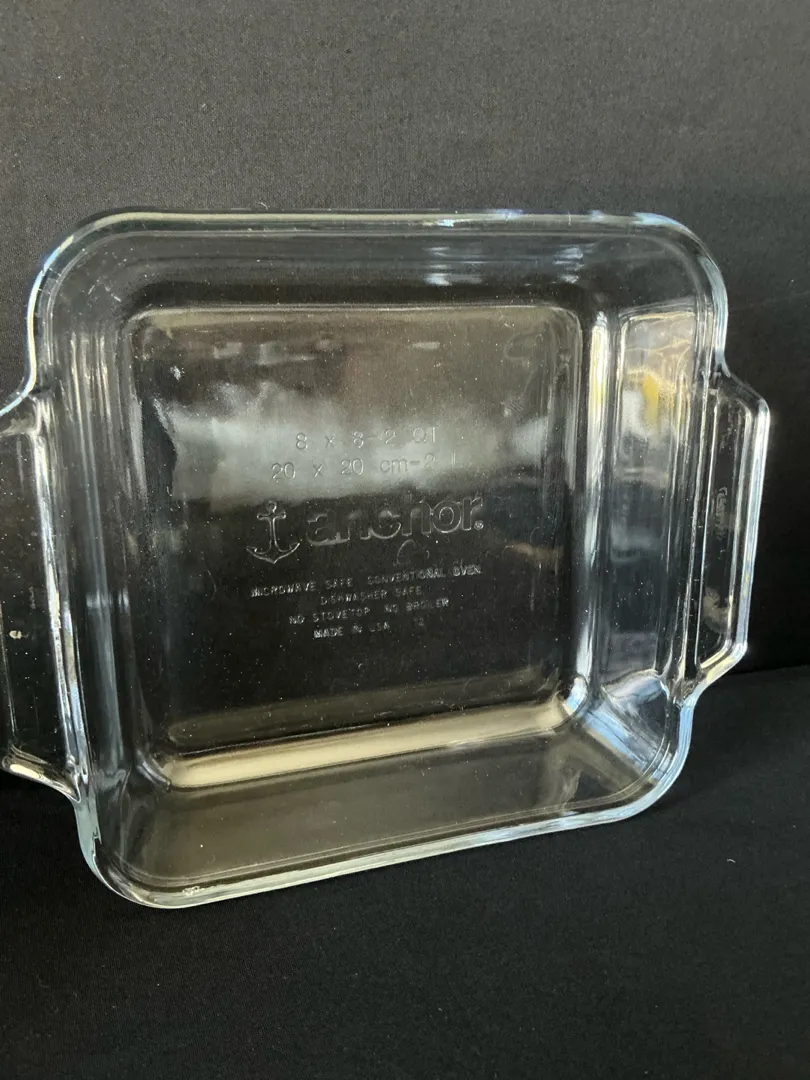 8 x 8-2 QT
20 x 20 cm-2 L
anchor®
MICROWAVE SAFE CONVENTIONAL OVEN
DISHWASHER SAFE
NO STOVETOP NO BROILER
MADE IN USA